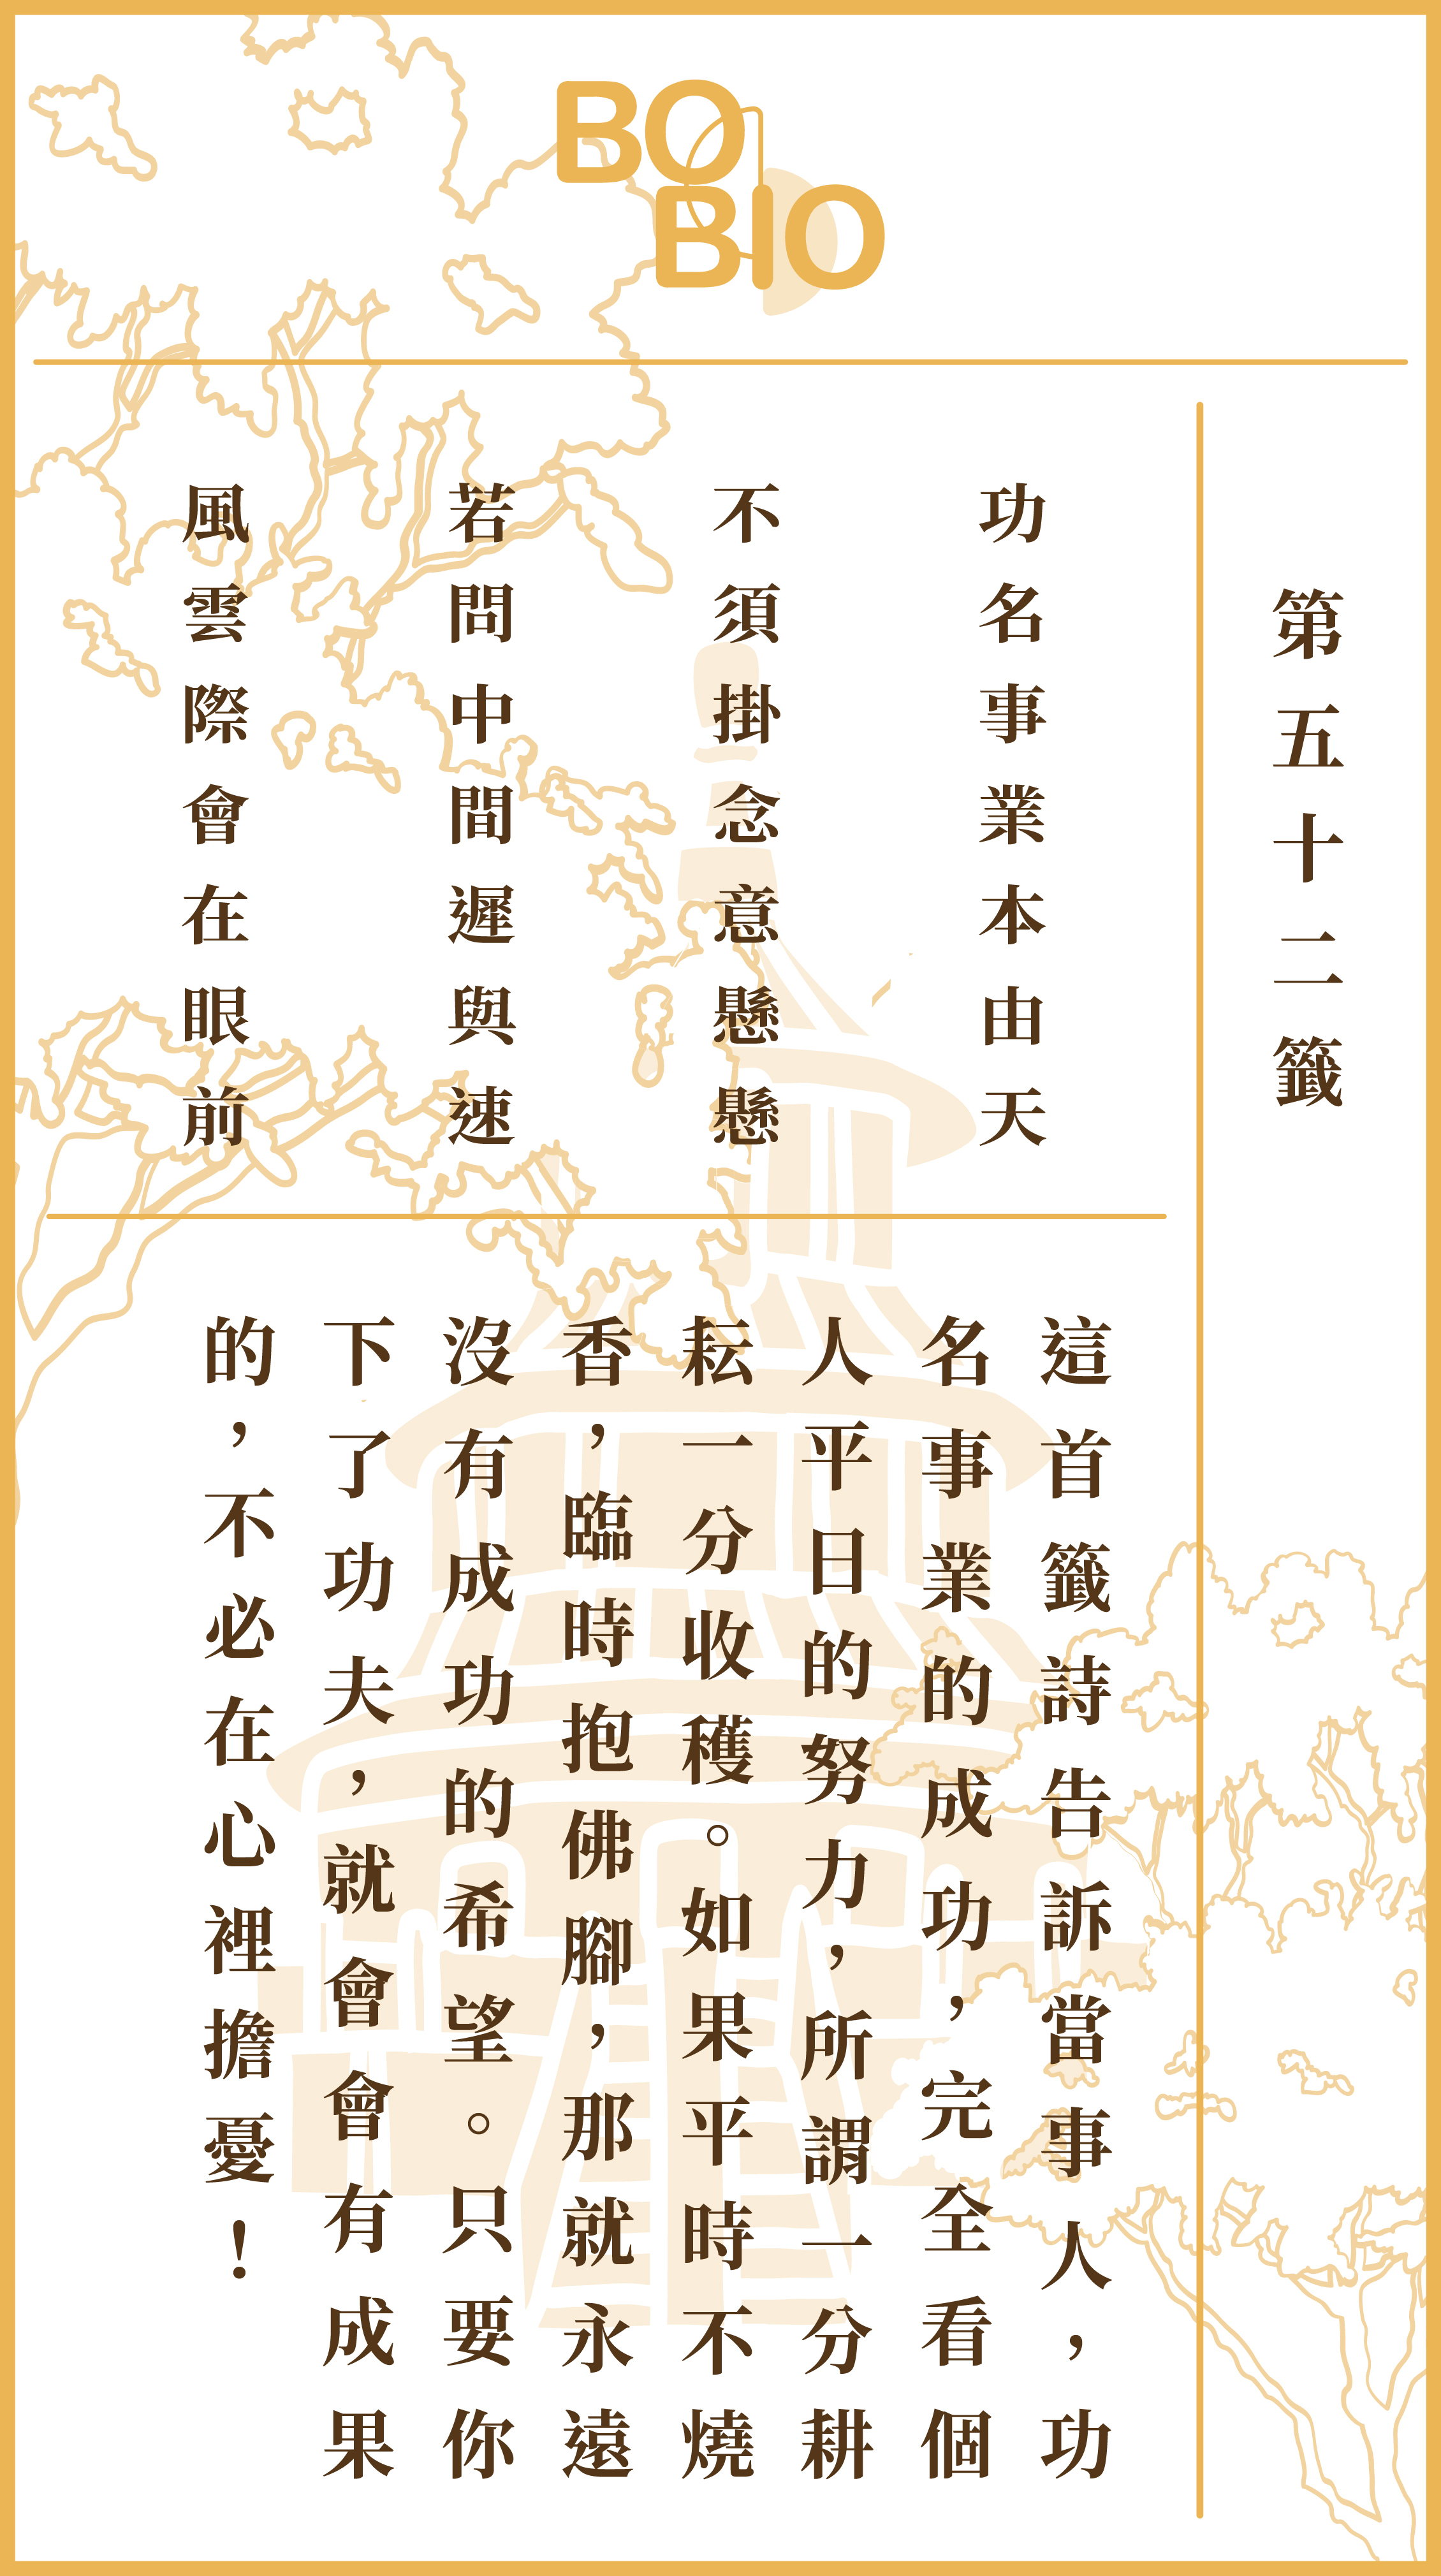 BO
BIO
第五十二籤
功名事業本由天
不須掛念意懸懸
若問中間遲與速
風雲際會在眼前
這首籤詩告訴當事人，功
名事業的成功，完全看個
人平日的努力，所謂一分耕
耘一分收穫。如果平時不燒
香，臨時抱佛腳，那就永遠
沒有成功的希望。只要你
下了功夫，就會會有成果
的，不必在心裡擔憂！